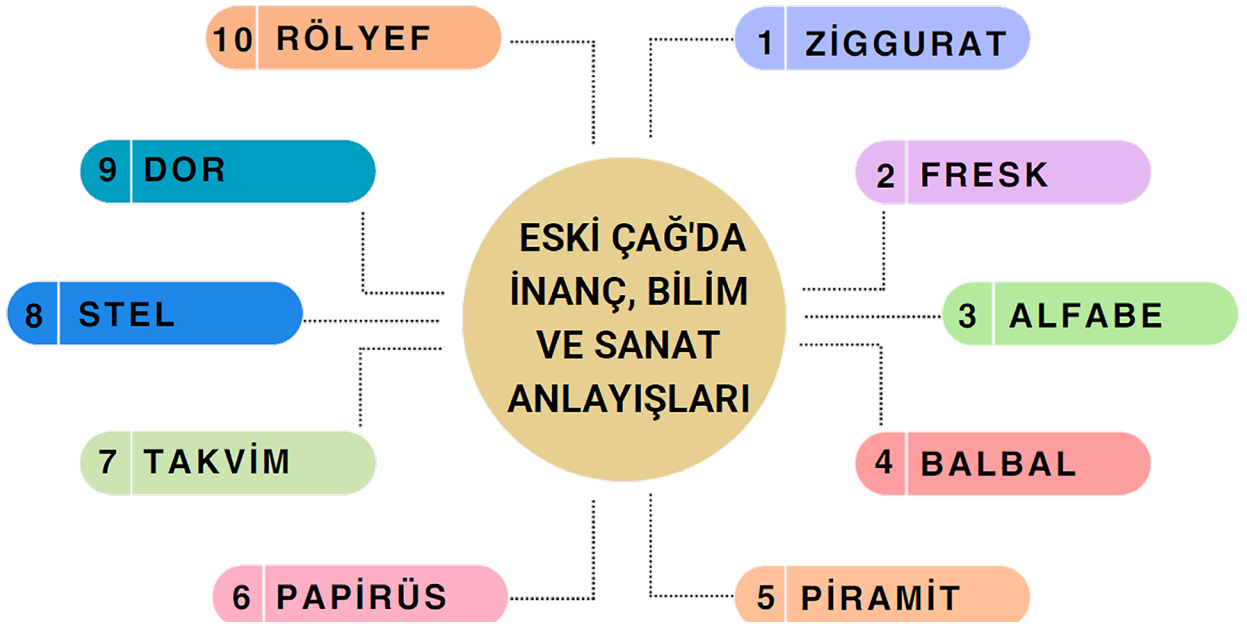 10 RÖLYEF
1 ZİGGURAT
9 DOR
2 FRESK
ESKİ ÇAĞ'DA
İNANÇ, BİLİM
VE SANAT
ANLAYIŞLARI
8 STEL
3 ALFABE
7 TAKVİM
4 BALBAL
6 PAPİRÜS
5 PİRAMİT